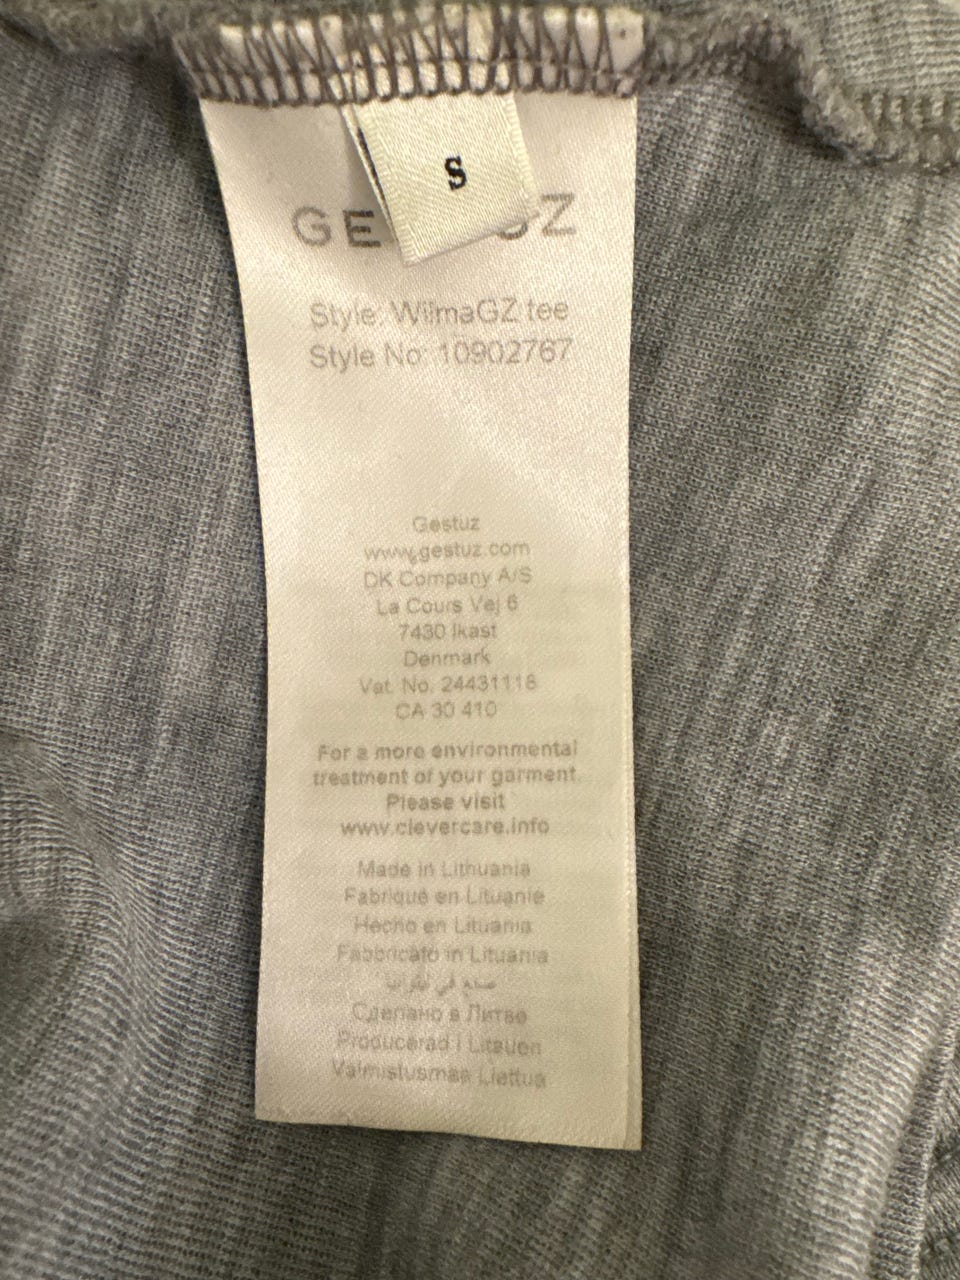 S
GE UZ
Style: WilmaGZ tee
Style No: 10902767
Gestuz
www.gestuz.com
DK Company A/S
La Cours Vej 6
7430 Ikast
Denmark
Vat. No. 24431118
CA 30 410
For a more environmental
treatment of your garment.
Please visit
www.clevercare.info
Made in Lithuania
Fabriqué en Lituanie
Hecho en Lituania
Fabbricato in Lituania
صنع في ليتوانيا
Сделано в Литве
Producerad i Litauen
Valmistusmaa Liettua